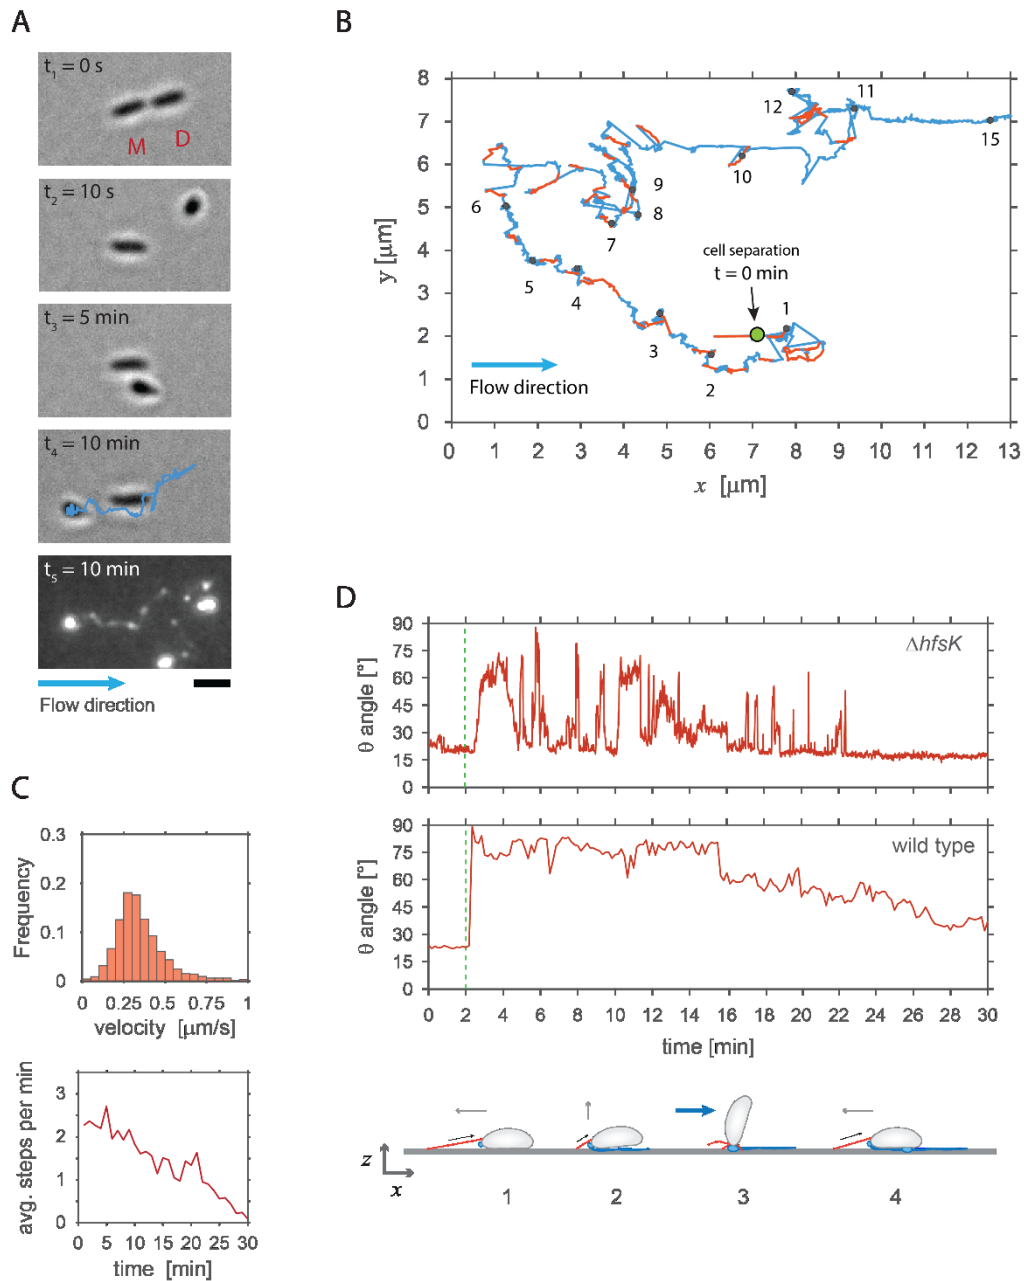 A
t1 = 0 s
M
D
t2 = 10 s
t3 = 5 min
t4 = 10 min
t5 = 10 min
Flow direction
B
8
7
6
5
4
3
2
1
0
y [μm]
0 1 2 3 4 5 6 7 8 9 10 11 12 13
x [μm]
12
11
15
10
9
8
7
6
5
4
3
2
1
cell separation
t = 0 min
Flow direction
C
0.3
0.2
0.1
0
Frequency
0 0.25 0.5 0.75 1
velocity [μm/s]
3
2
1
0
avg. steps per min
0 5 10 15 20 25 30
time [min]
D
90
75
60
45
30
15
0
θ angle [°]
ΔhfsK
90
75
60
45
30
15
0
θ angle [°]
wild type
0 2 4 6 8 10 12 14 16 18 20 22 24 26 28 30
time [min]
z
x
1 2 3 4